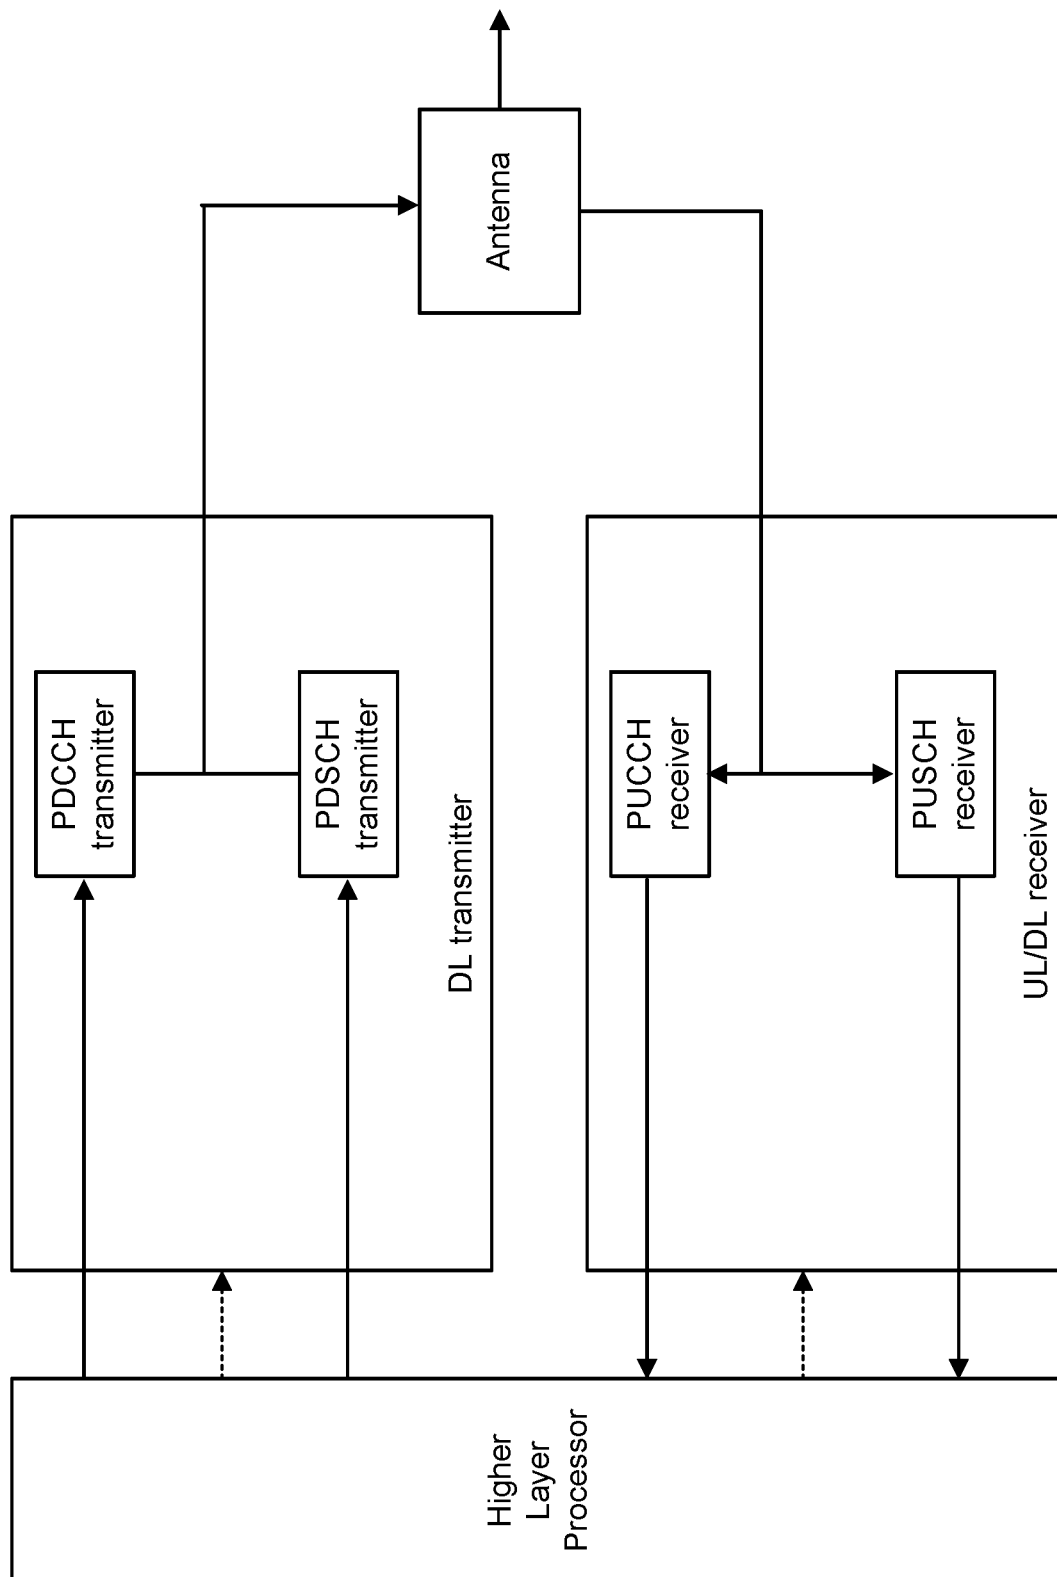 Higher
Layer
Processor
PDCCH
transmitter
PDSCH
transmitter
DL transmitter
PUCCH
receiver
PUSCH
receiver
UL/DL receiver
Antenna